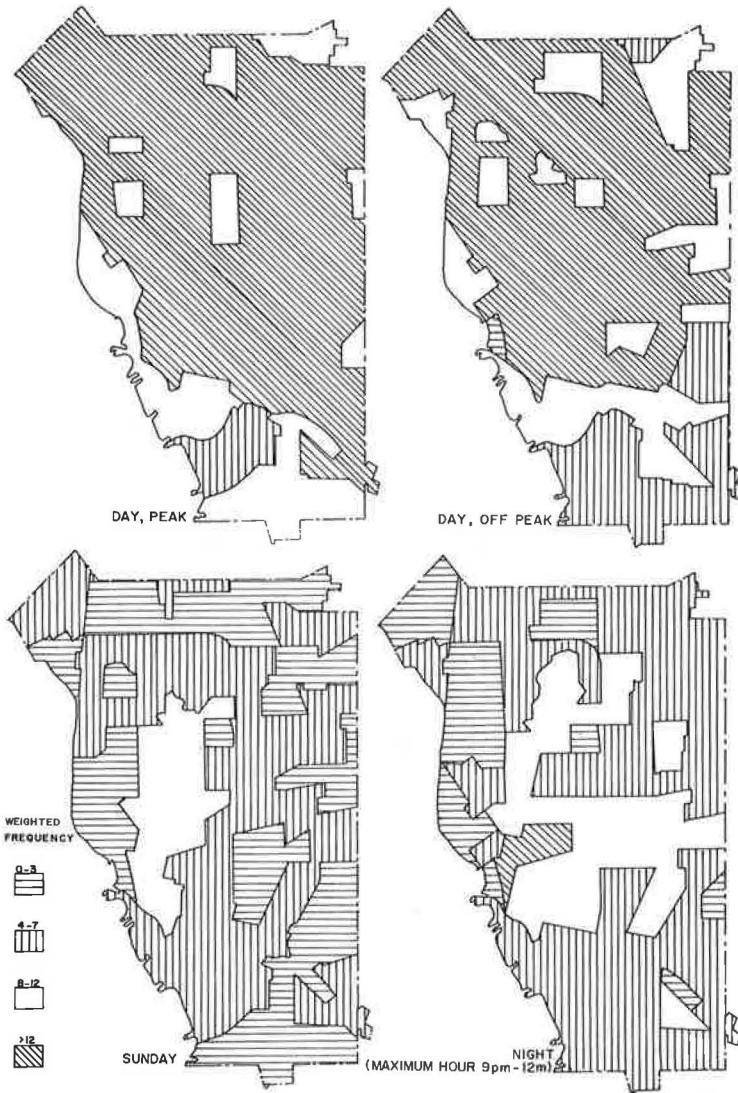 DAY, PEAK
DAY, OFF PEAK
WEIGHTED
FREQUENCY
0-3
4-7
8-12
>12
SUNDAY
NIGHT
(MAXIMUM HOUR 9pm-12m)